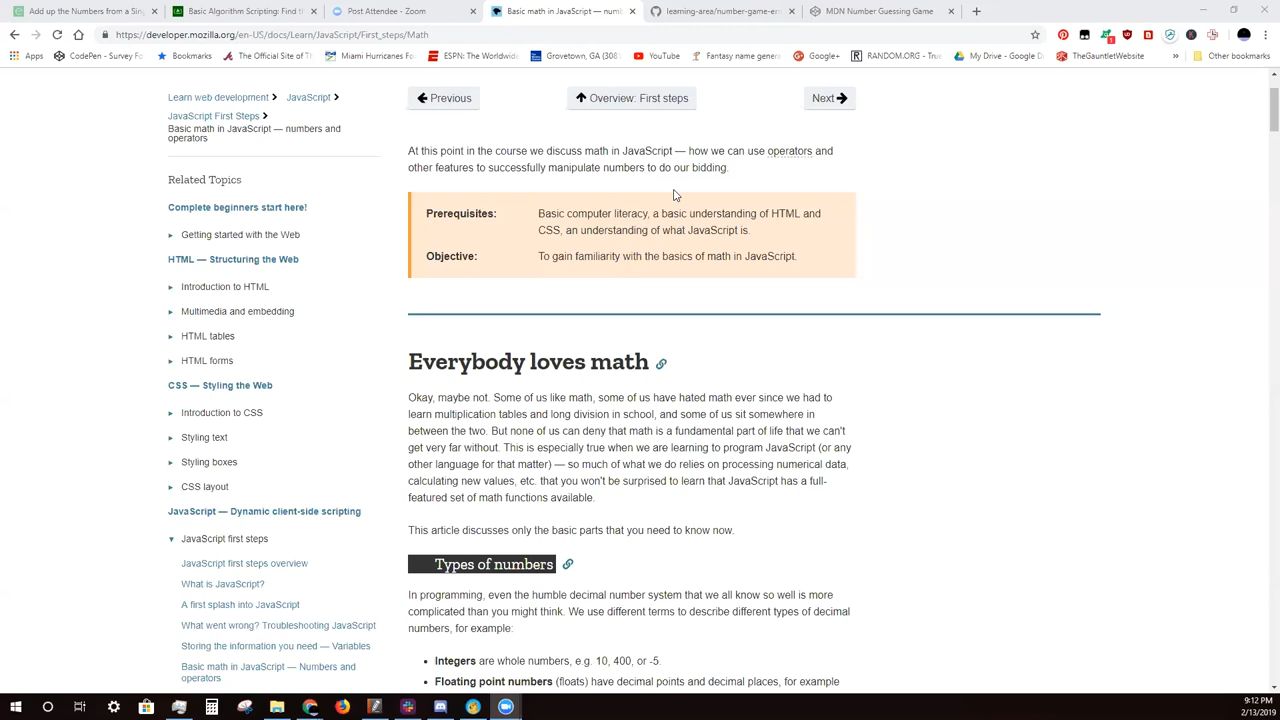 Add up the Numbers from a Sin
Basic Algorithm Scripting: Find t
Post Attendee - Zoom
Basic math in JavaScript — num
learning-area/number-game-err
MDN Number Guessing Game
https://developer.mozilla.org/en-US/docs/Learn/JavaScript/First_steps/Math
Apps
CodePen - Survey Fo
Bookmarks
The Official Site of T
Miami Hurricanes Fo
ESPN: The Worldwide
Grovetown, GA (3081
YouTube
Fantasy name genera
Google+
RANDOM.ORG - True
My Drive - Google D
TheGauntletWebsite
»
Other bookmarks
Learn web development
JavaScript
JavaScript First Steps
Basic math in JavaScript — numbers and
operators
Related Topics
Complete beginners start here!
Getting started with the Web
HTML — Structuring the Web
Introduction to HTML
Multimedia and embedding
HTML tables
HTML forms
CSS — Styling the Web
Introduction to CSS
Styling text
Styling boxes
CSS layout
JavaScript — Dynamic client-side scripting
JavaScript first steps
JavaScript first steps overview
What is JavaScript?
A first splash into JavaScript
What went wrong? Troubleshooting JavaScript
Storing the information you need — Variables
Basic math in JavaScript — Numbers and
operators
Previous
Overview: First steps
Next
At this point in the course we discuss math in JavaScript — how we can use operators and
other features to successfully manipulate numbers to do our bidding.
Prerequisites:
Basic computer literacy, a basic understanding of HTML and
CSS, an understanding of what JavaScript is.
Objective:
To gain familiarity with the basics of math in JavaScript.
Everybody loves math
Okay, maybe not. Some of us like math, some of us have hated math ever since we had to
learn multiplication tables and long division in school, and some of us sit somewhere in
between the two. But none of us can deny that math is a fundamental part of life that we can't
get very far without. This is especially true when we are learning to program JavaScript (or any
other language for that matter) — so much of what we do relies on processing numerical data,
calculating new values, etc. that you won't be surprised to learn that JavaScript has a full-
featured set of math functions available.
This article discusses only the basic parts that you need to know now.
Types of numbers
In programming, even the humble decimal number system that we all know so well is more
complicated than you might think. We use different terms to describe different types of decimal
numbers, for example:
• Integers are whole numbers, e.g. 10, 400, or -5.
• Floating point numbers (floats) have decimal points and decimal places, for example
9:12 PM
2/13/2019